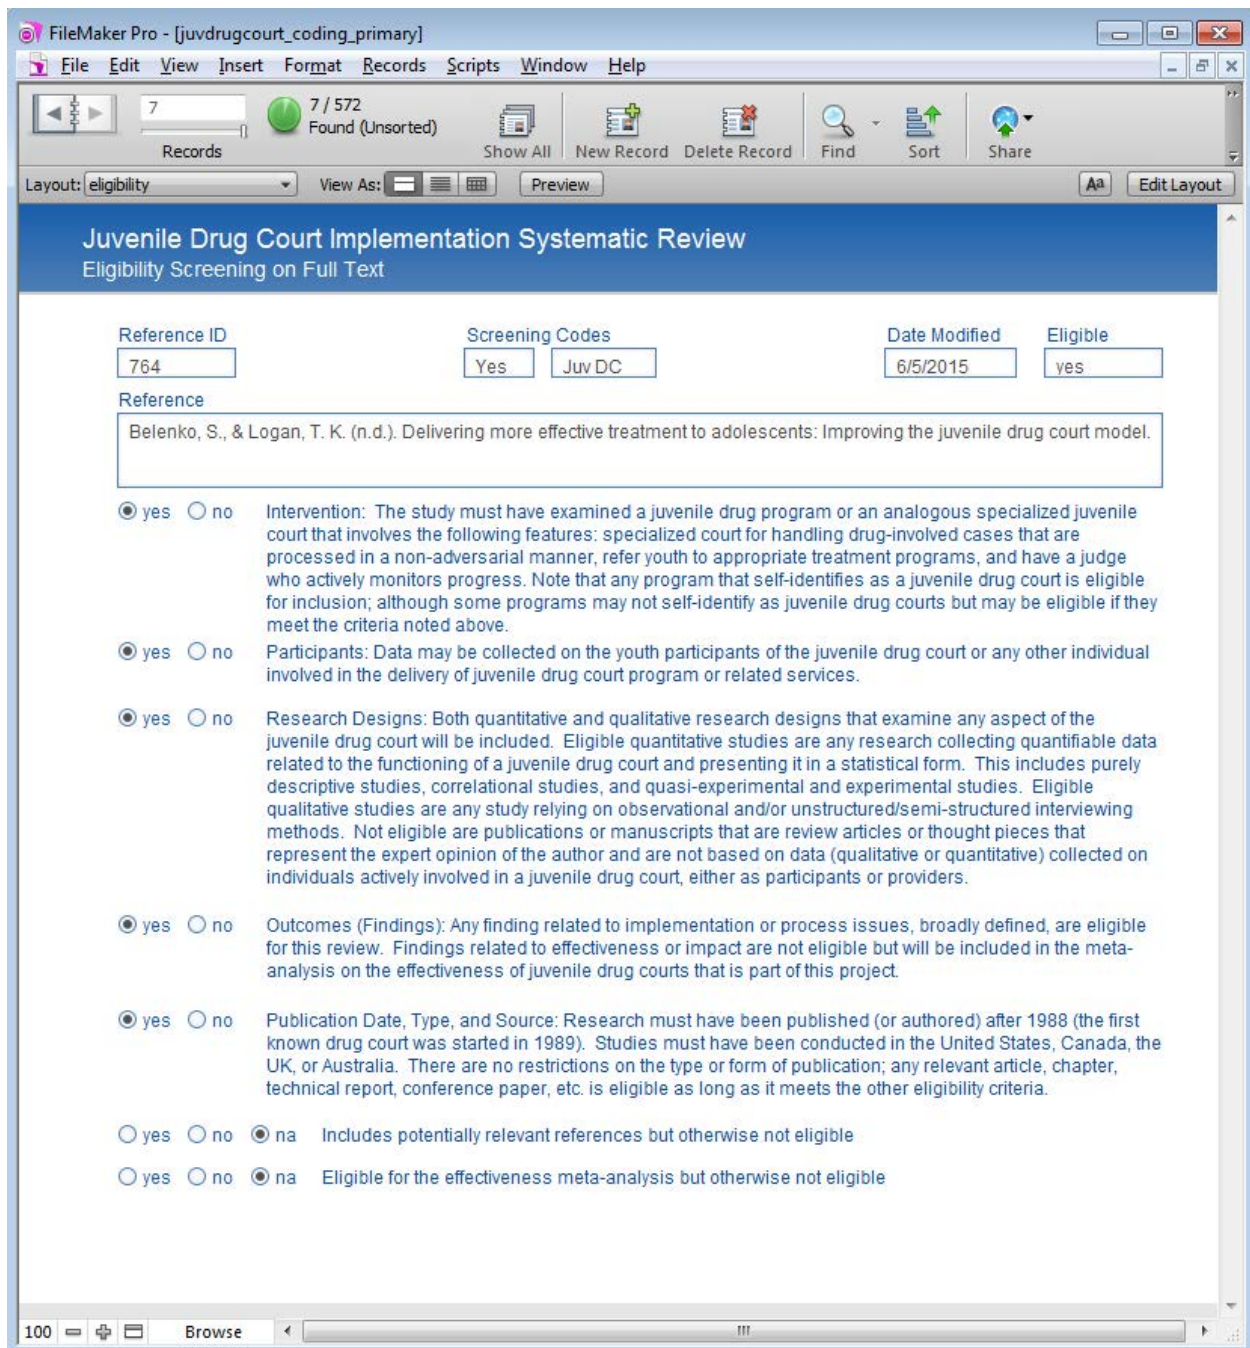 FileMaker Pro - [juvdrugcourt_coding_primary]
File Edit View Insert Format Records Scripts Window Help
7
7 / 572
Found (Unsorted)
Records
Show All New Record Delete Record Find Sort Share
Layout: eligibility View As: Preview Aa Edit Layout
Juvenile Drug Court Implementation Systematic Review
Eligibility Screening on Full Text
Reference ID Screening Codes Date Modified Eligible
764 Yes Juv DC 6/5/2015 yes
Reference
Belenko, S., & Logan, T. K. (n.d.). Delivering more effective treatment to adolescents: Improving the juvenile drug court model.
yes no Intervention: The study must have examined a juvenile drug program or an analogous specialized juvenile
court that involves the following features: specialized court for handling drug-involved cases that are
processed in a non-adversarial manner, refer youth to appropriate treatment programs, and have a judge
who actively monitors progress. Note that any program that self-identifies as a juvenile drug court is eligible
for inclusion; although some programs may not self-identify as juvenile drug courts but may be eligible if they
meet the criteria noted above.
yes no Participants: Data may be collected on the youth participants of the juvenile drug court or any other individual
involved in the delivery of juvenile drug court program or related services.
yes no Research Designs: Both quantitative and qualitative research designs that examine any aspect of the
juvenile drug court will be included. Eligible quantitative studies are any research collecting quantifiable data
related to the functioning of a juvenile drug court and presenting it in a statistical form. This includes purely
descriptive studies, correlational studies, and quasi-experimental and experimental studies. Eligible
qualitative studies are any study relying on observational and/or unstructured/semi-structured interviewing
methods. Not eligible are publications or manuscripts that are review articles or thought pieces that
represent the expert opinion of the author and are not based on data (qualitative or quantitative) collected on
individuals actively involved in a juvenile drug court, either as participants or providers.
yes no Outcomes (Findings): Any finding related to implementation or process issues, broadly defined, are eligible
for this review. Findings related to effectiveness or impact are not eligible but will be included in the meta-
analysis on the effectiveness of juvenile drug courts that is part of this project.
yes no Publication Date, Type, and Source: Research must have been published (or authored) after 1988 (the first
known drug court was started in 1989). Studies must have been conducted in the United States, Canada, the
UK, or Australia. There are no restrictions on the type or form of publication; any relevant article, chapter,
technical report, conference paper, etc. is eligible as long as it meets the other eligibility criteria.
yes no na Includes potentially relevant references but otherwise not eligible
yes no na Eligible for the effectiveness meta-analysis but otherwise not eligible
100 Browse